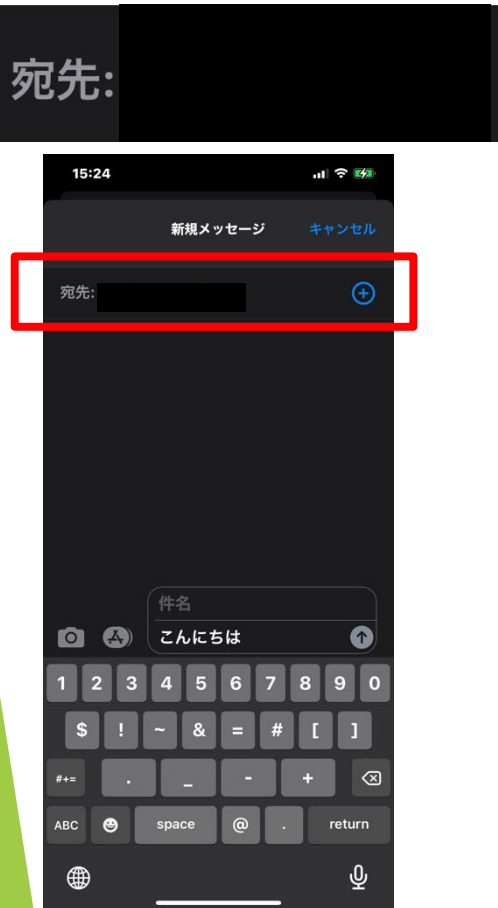 宛先:
15:24
新規メッセージ キャンセル
宛先:
件名
こんにちは
1 2 3 4 5 6 7 8 9 0
$ ! ~ & = # [ ]
#+= . _ - +
ABC space @ . return